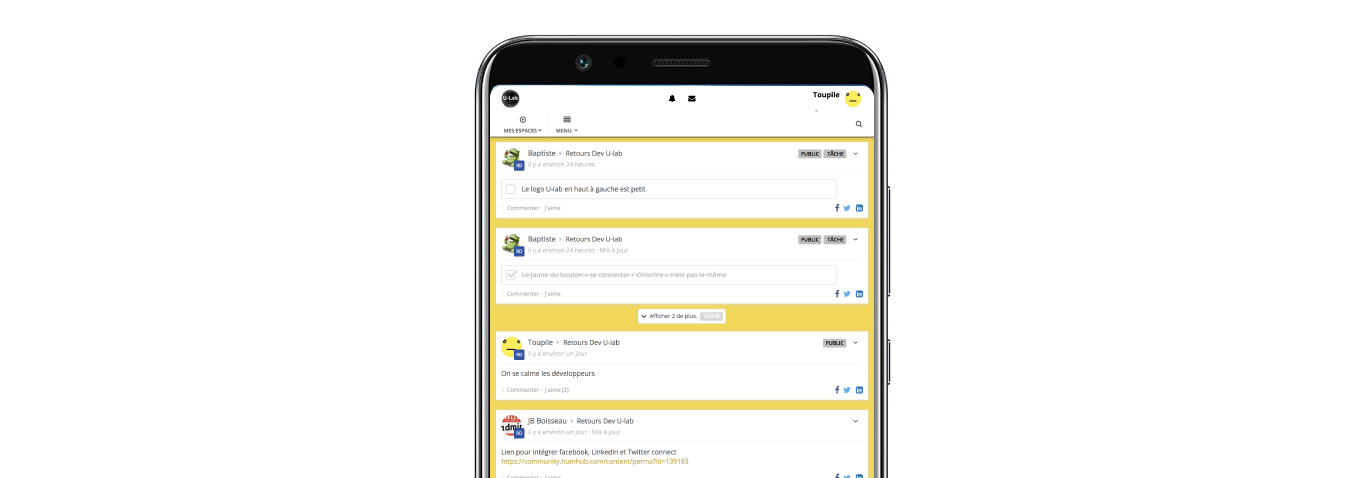 U-Lab
Toupile
MES ESPACES
MENU
Baptiste › Retours Dev U-lab
PUBLIC TÂCHE
RD
il y a environ 24 heures
Le logo U-lab en haut à gauche est petit
· Commenter · J'aime
Baptiste › Retours Dev U-lab
PUBLIC TÂCHE
RD
il y a environ 24 heures · Mis à jour
Le jaune du bouton « se connecter / s'inscrire » n'est pas le même
· Commenter · J'aime
Afficher 2 de plus. TÂCHE
Toupile › Retours Dev U-lab
PUBLIC
RD
il y a environ un jour
On se calme les développeurs
· Commenter · J'aime (2)
JB Boisseau › Retours Dev U-lab
RD
il y a environ un jour · Mis à jour
Lien pour intégrer facebook, LinkedIn et Twitter connect
https://community.humhub.com/content/perma?id=139183
· Commenter · J'aime